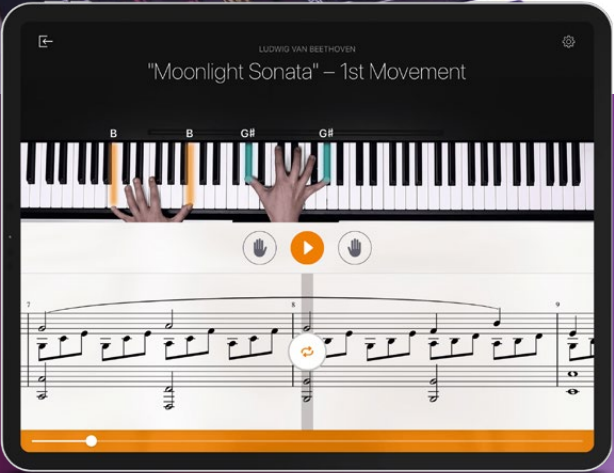 LUDWIG VAN BEETHOVEN
"Moonlight Sonata" – 1st Movement
B B G# G#
7 8 9